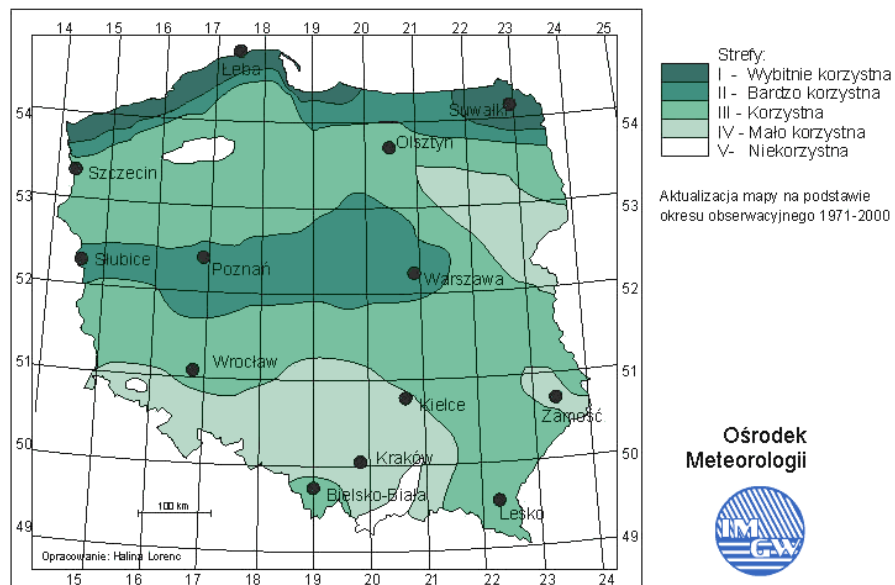 14 15 16 17 18 19 20 21 22 23 24 25
Strefy:
I - Wybitnie korzystna
II - Bardzo korzystna
III - Korzystna
IV - Mało korzystna
V- Niekorzystna
Aktualizacja mapy na podstawie
okresu obserwacyjnego 1971-2000
Łeba
Suwałki
54 54
Olsztyn
Szczecin
53 53
Słubice
Poznań
Warszawa
52 52
Wrocław
51 51
Kielce
Zamość
50 50
Kraków
Bielsko-Biała
Lesko
100 km
49 49
Opracowanie: Halina Lorenc
15 16 17 18 19 20 21 22 23 24
Ośrodek
Meteorologii
IM
GW